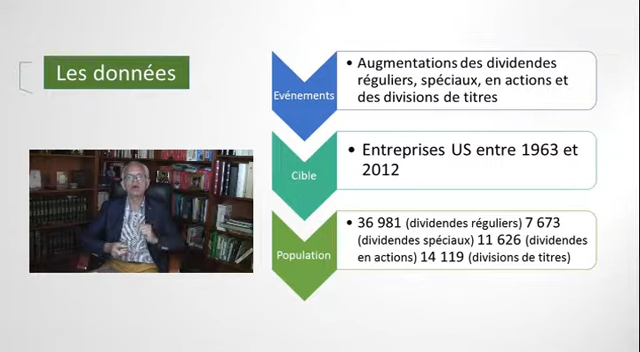 Les données
Evénements
• Augmentations des dividendes
réguliers, spéciaux, en actions et
des divisions de titres
Cible
• Entreprises US entre 1963 et
2012
Population
• 36 981 (dividendes réguliers) 7 673
(dividendes spéciaux) 11 626 (dividendes
en actions) 14 119 (divisions de titres)